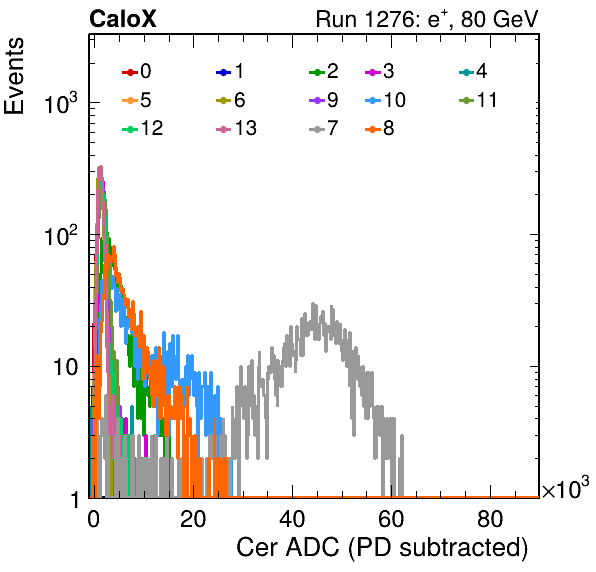 CaloX Run 1276: e⁺, 80 GeV
Events
0 1 2 3 4
5 6 9 10 11
12 13 7 8
10³
10²
10
1
0 20 40 60 80 ×10³
Cer ADC (PD subtracted)